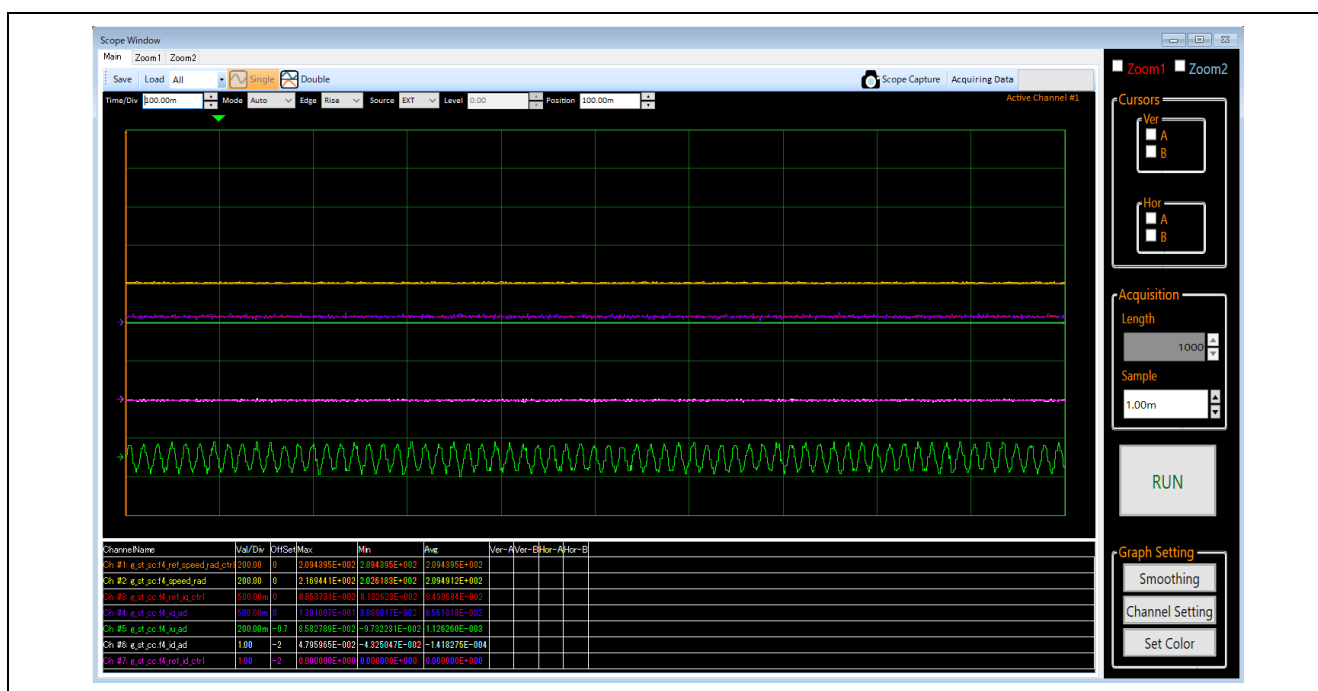 Scope Window
Main Zoom1 Zoom2
Save Load All Single Double Scope Capture Acquiring Data
Time/Div 100.00m Mode Auto Edge Rise Source EXT Level 0.00 Position 100.00m Active Channel #1
Zoom1 Zoom2
Cursors
Ver
A
B
Hor
A
B
Acquisition
Length
1000
Sample
1.00m
RUN
Graph Setting
Smoothing
Channel Setting
Set Color
ChannelName Val/Div OffSet Max Min Avg Ver-A Ver-B Hor-A Hor-B
Ch #1: g_st_cc.f4_ref_speed_rad_ctrl 200.00 0 2.094395E+002 2.094395E+002 2.094395E+002
Ch #2: g_st_cc.f4_speed_rad 200.00 0 2.169441E+002 2.026183E+002 2.094912E+002
Ch #3: g_st_cc.f4_ref_iq_ctrl 500.00m 0
Ch #4: g_st_cc.f4_iq_ad 500.00m 0
Ch #5: g_st_cc.f4_iu_ad 200.00m -0.7 8.582789E-002 -9.732231E-002 1.126260E-003
Ch #6: g_st_cc.f4_id_ad 1.00 -2 4.795965E-002 -4.325047E-002 -1.418275E-004
Ch #7: g_st_cc.f4_ref_id_ctrl 1.00 -2 0.000000E+000 0.000000E+000 0.000000E+000